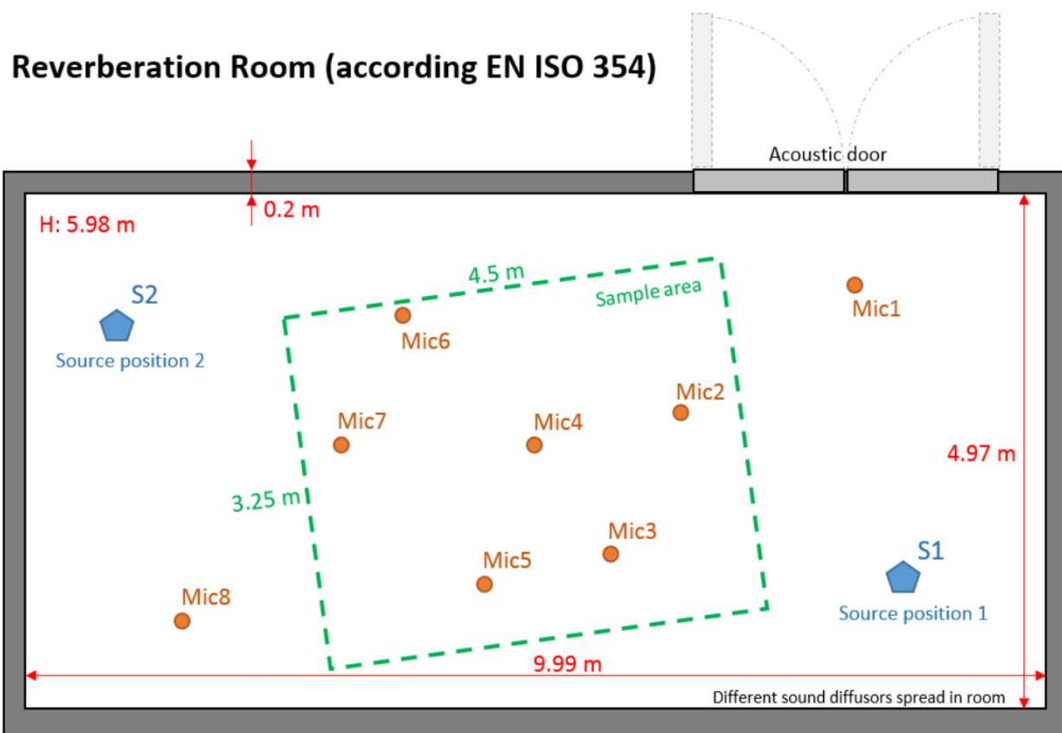 Reverberation Room (according EN ISO 354)
Acoustic door
0.2 m
H: 5.98 m
4.5 m
Sample area
S2
Source position 2
Mic1
Mic6
Mic2
Mic7
Mic4
4.97 m
3.25 m
Mic3
S1
Mic5
Mic8
Source position 1
9.99 m
Different sound diffusors spread in room